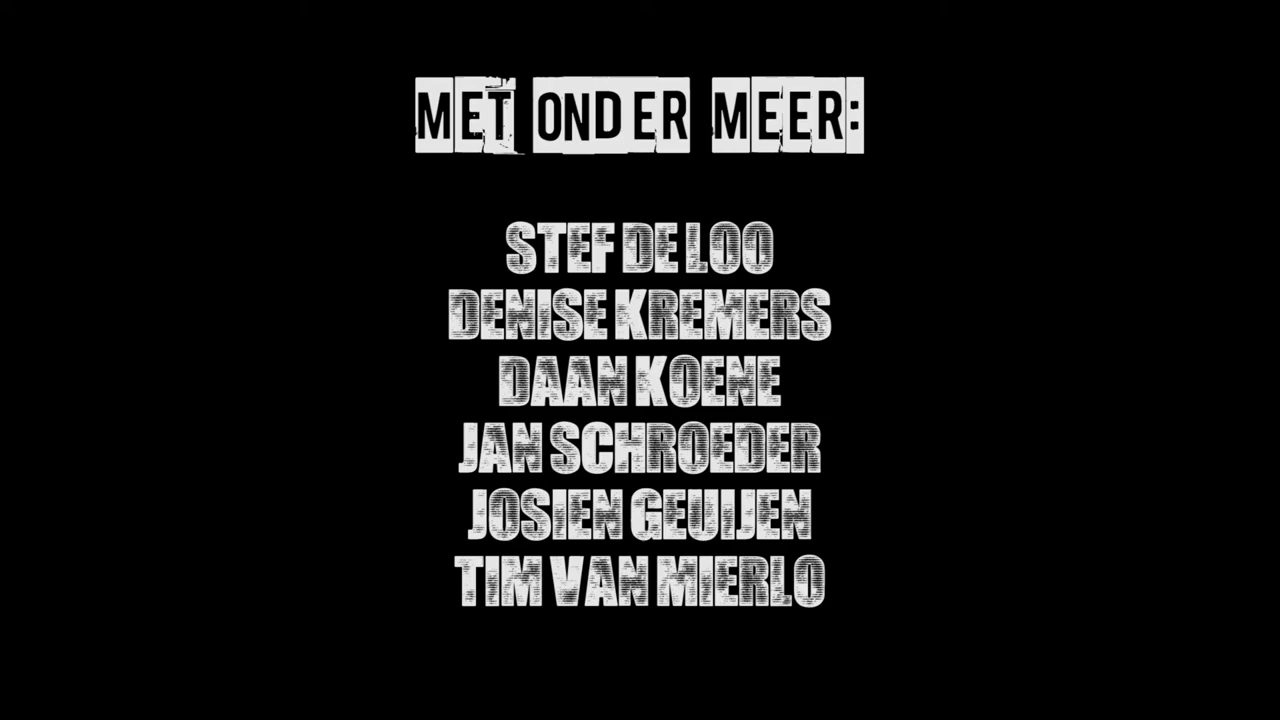 MET ONDER MEER:
STEF DE LOO
DENISE KREMERS
DAAN KOENE
JAN SCHROEDER
JOSIEN GEUIJEN
TIM VAN MIERLO